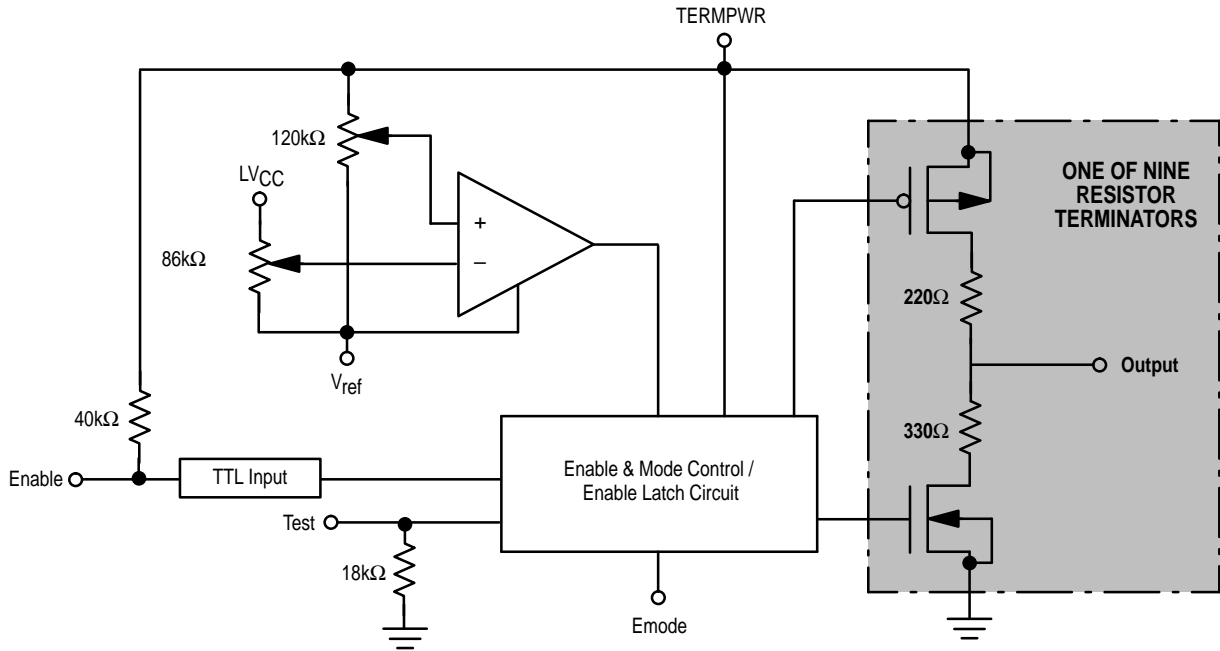 TERMPWR
120kΩ
LVCC
86kΩ
+
−
Vref
40kΩ
Enable
TTL Input
Test
18kΩ
Enable & Mode Control /
Enable Latch Circuit
Emode
ONE OF NINE
RESISTOR
TERMINATORS
220Ω
Output
330Ω